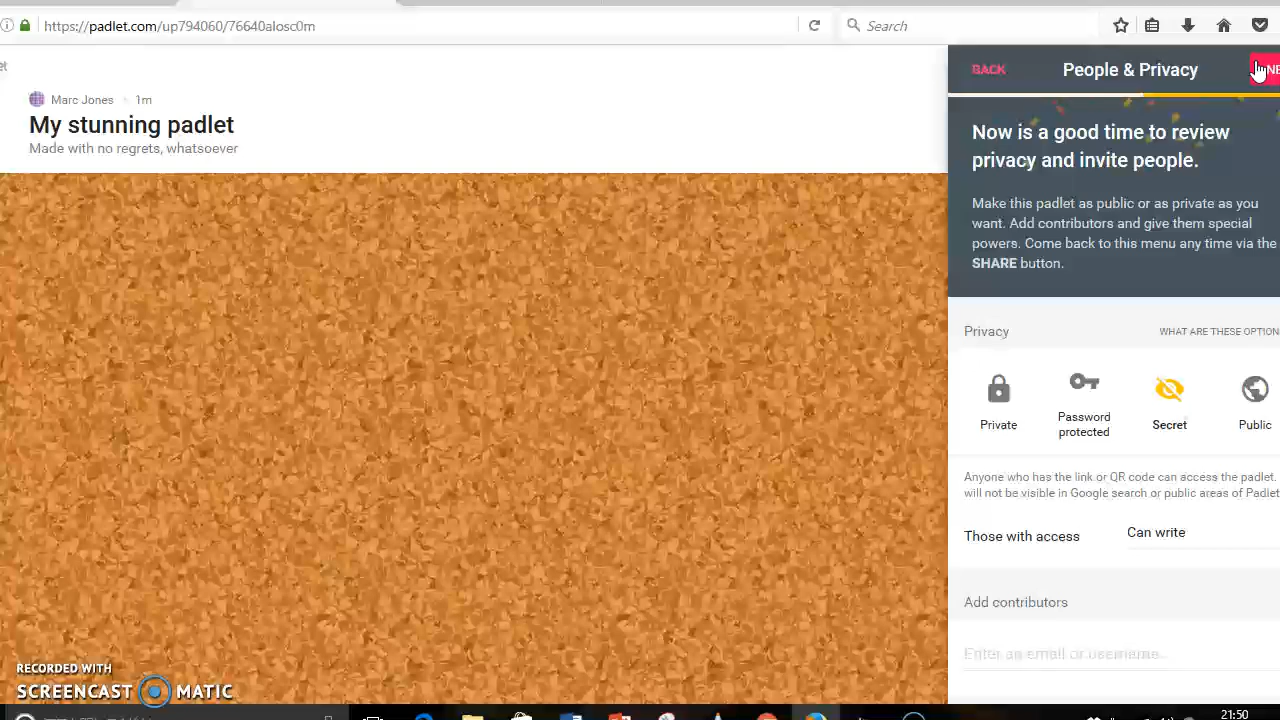 https://padlet.com/up794060/76640alosc0m
Search
Marc Jones 1m
My stunning padlet
Made with no regrets, whatsoever
BACK
People & Privacy
Now is a good time to review
privacy and invite people.
Make this padlet as public or as private as you
want. Add contributors and give them special
powers. Come back to this menu any time via the
SHARE button.
Privacy
WHAT ARE THESE OPTION
Private
Password
protected
Secret
Public
Anyone who has the link or QR code can access the padlet.
will not be visible in Google search or public areas of Padlet
Those with access
Can write
Add contributors
Enter an email or username...
RECORDED WITH
SCREENCAST MATIC
21:50